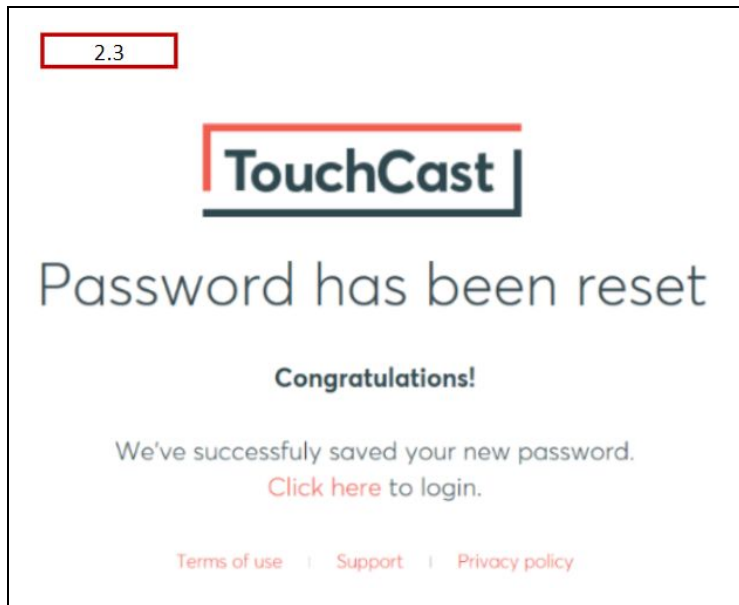 2.3
TouchCast
Password has been reset
Congratulations!
We've successfuly saved your new password.
Click here to login.
Terms of use | Support | Privacy policy